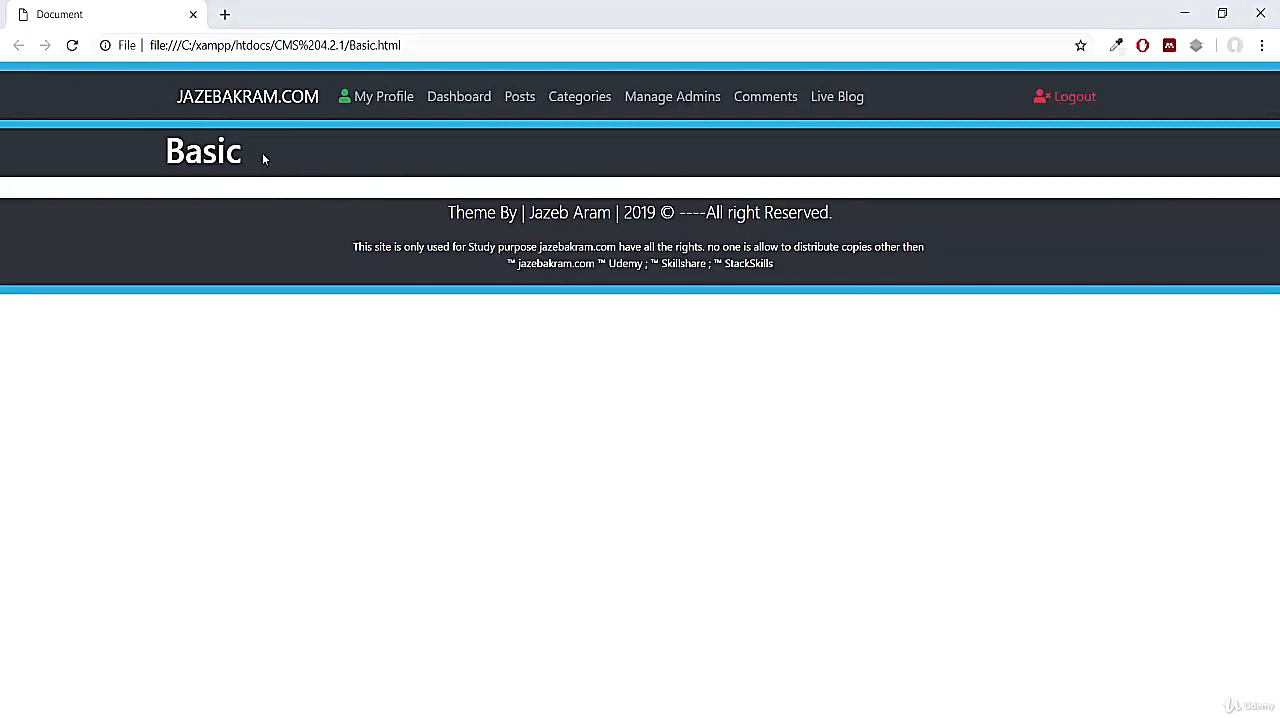 Document
File
file:///C:/xampp/htdocs/CMS%204.2.1/Basic.html
JAZEBAKRAM.COM My Profile Dashboard Posts Categories Manage Admins Comments Live Blog Logout
Basic
Theme By | Jazeb Aram | 2019 © ----All right Reserved.
This site is only used for Study purpose jazebakram.com have all the rights. no one is allow to distribute copies other then
™ jazebakram.com ™ Udemy ; ™ Skillshare ; ™ StackSkills
Udemy